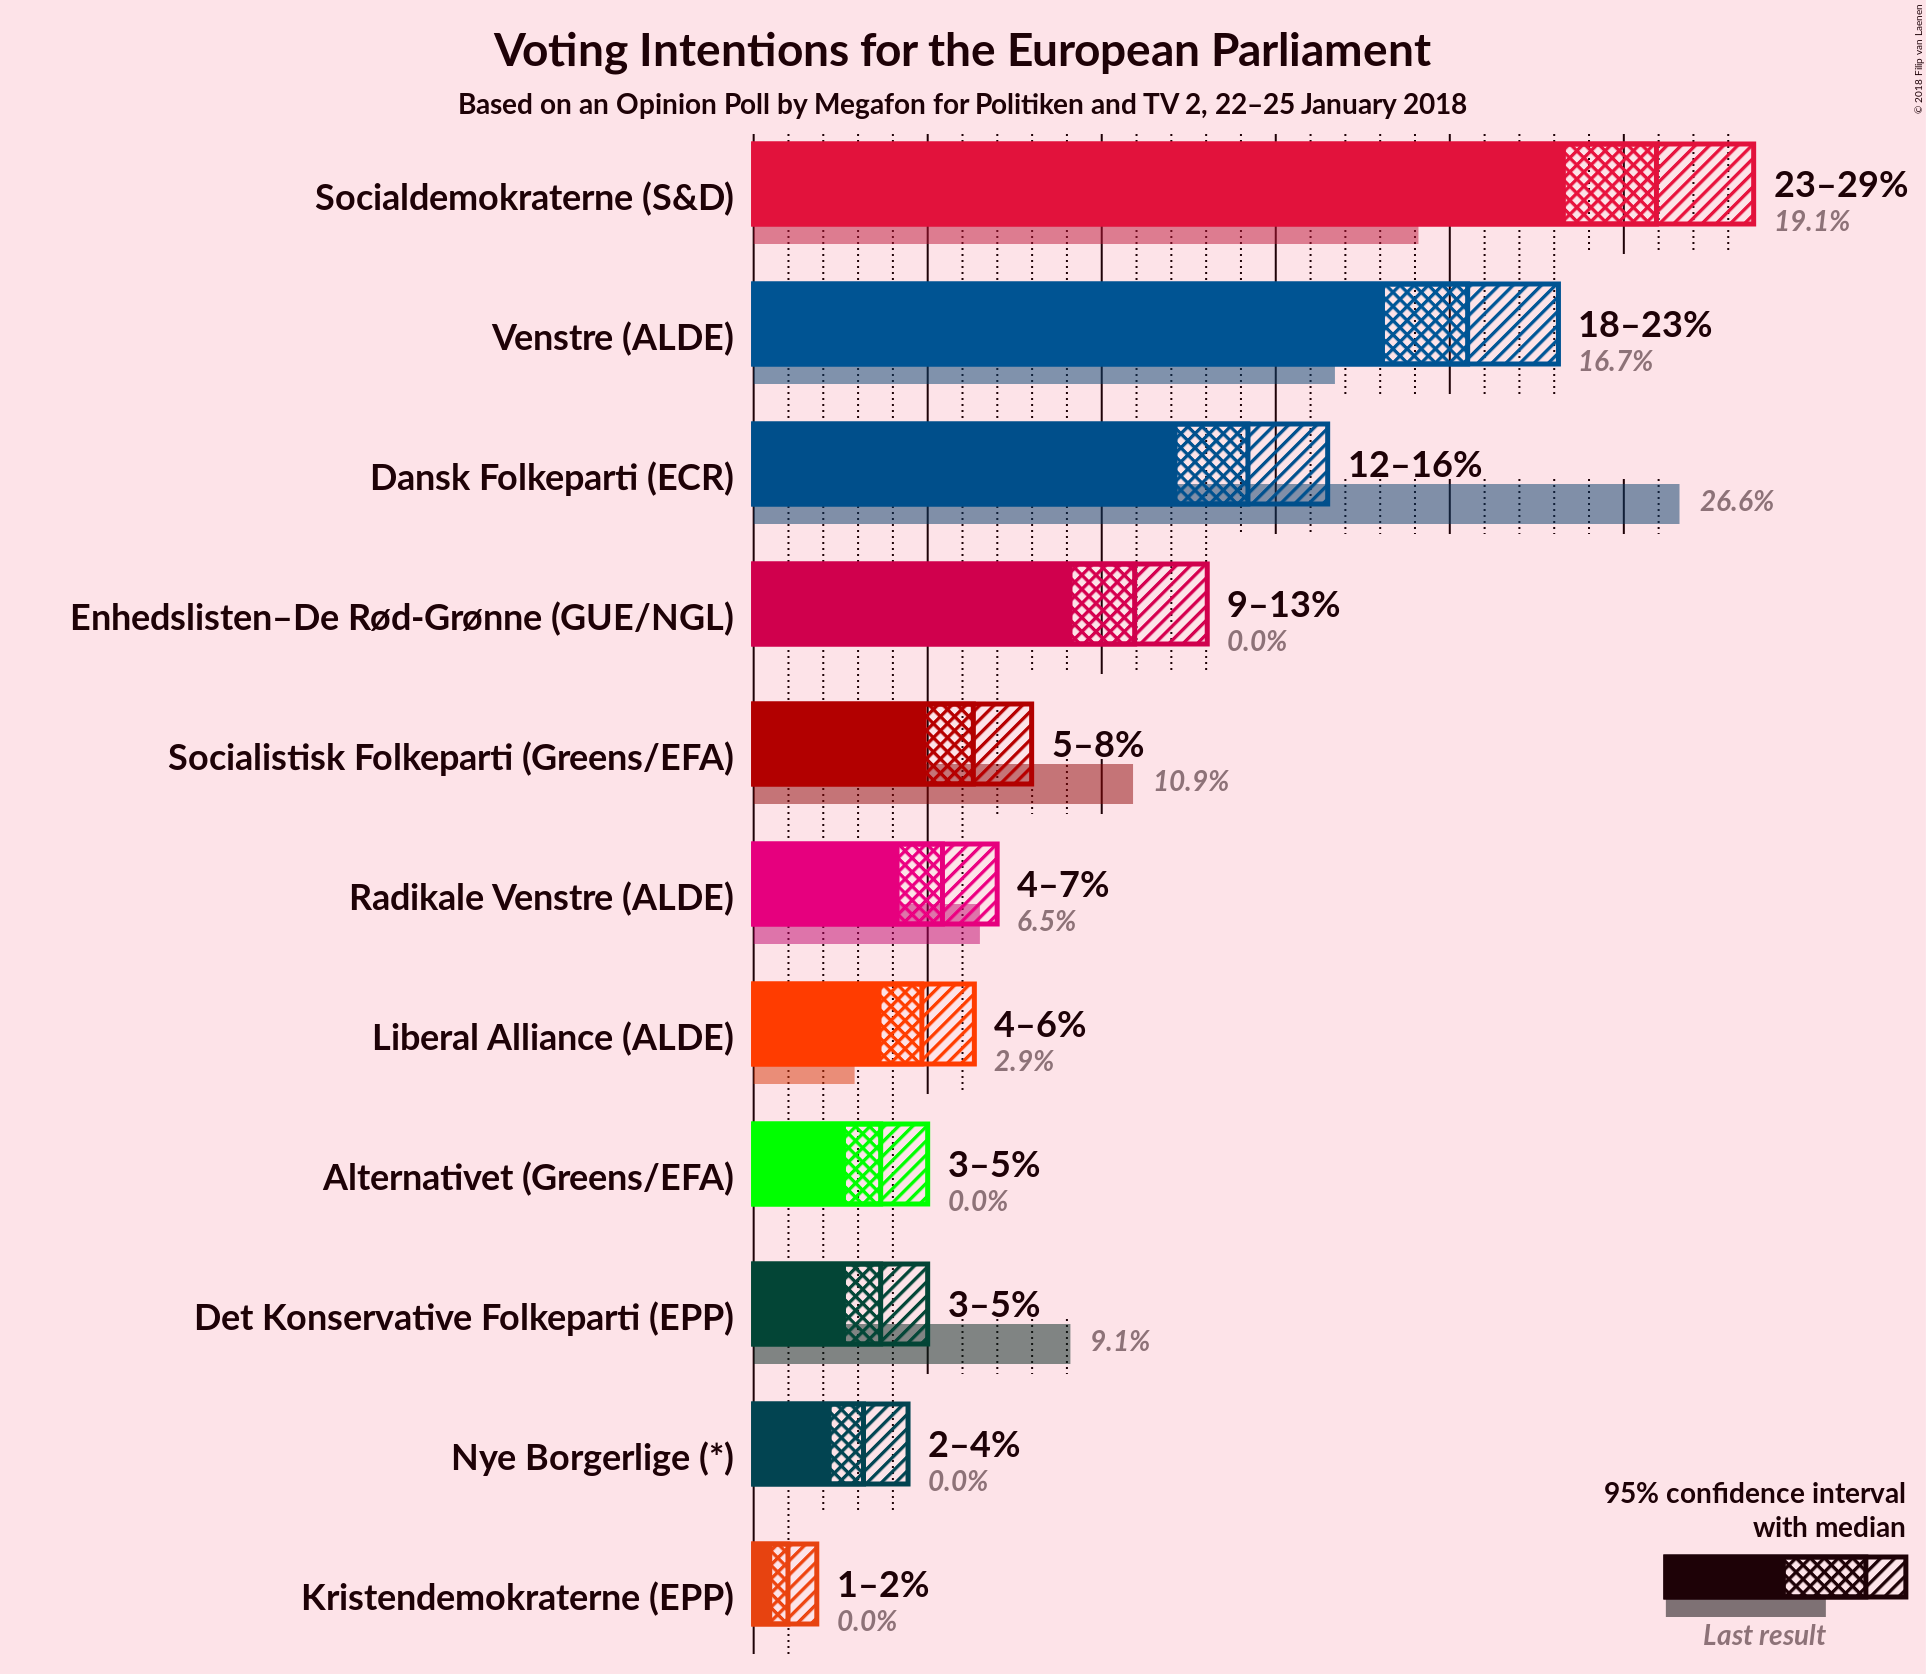 Voting Intentions for the European Parliament
Based on an Opinion Poll by Megafon for Politiken and TV 2, 22–25 January 2018
© 2018 Filip van Laenen
Socialdemokraterne (S&D)
23–29%
19.1%
Venstre (ALDE)
18–23%
16.7%
Dansk Folkeparti (ECR)
12–16%
26.6%
Enhedslisten–De Rød-Grønne (GUE/NGL)
9–13%
0.0%
Socialistisk Folkeparti (Greens/EFA)
5–8%
10.9%
Radikale Venstre (ALDE)
4–7%
6.5%
Liberal Alliance (ALDE)
4–6%
2.9%
Alternativet (Greens/EFA)
3–5%
0.0%
Det Konservative Folkeparti (EPP)
3–5%
9.1%
Nye Borgerlige (*)
2–4%
0.0%
Kristendemokraterne (EPP)
1–2%
0.0%
95% confidence interval
with median
Last result